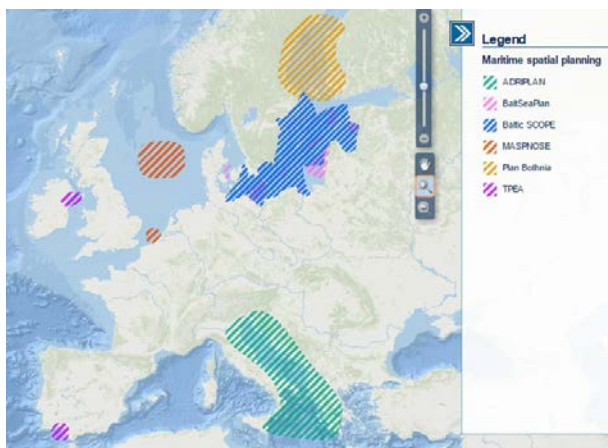 Legend
Maritime spatial planning
ADRIPLAN
BaltSeaPlan
Baltic SCOPE
MASPNOSE
Plan Bothnia
TPEA